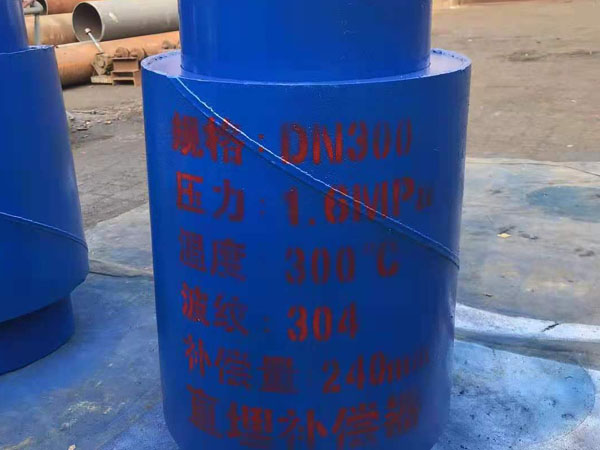 规格：DN300
压力：1.6MPa
温度：300℃
波纹：304
补偿量 240mm
直埋补偿器